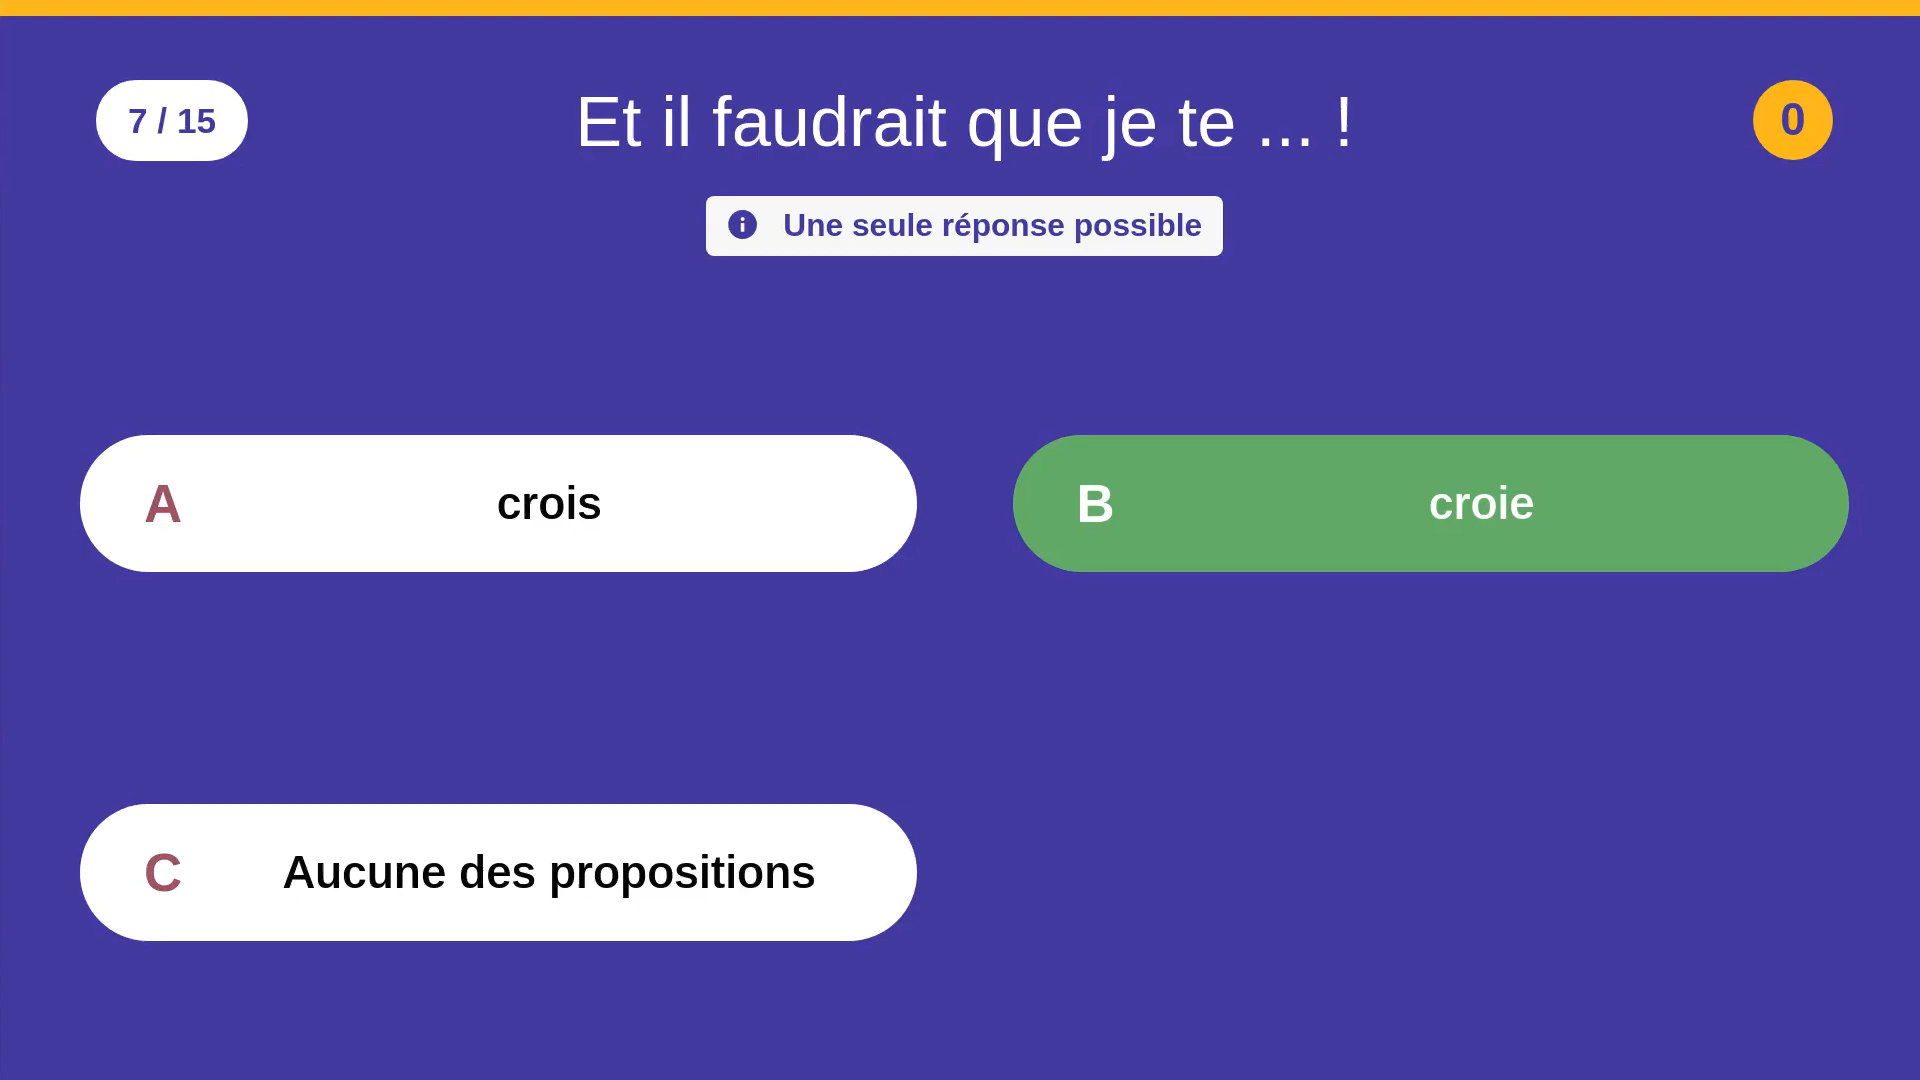 7 / 15
Et il faudrait que je te ... !
0
Une seule réponse possible
A crois
B croie
C Aucune des propositions